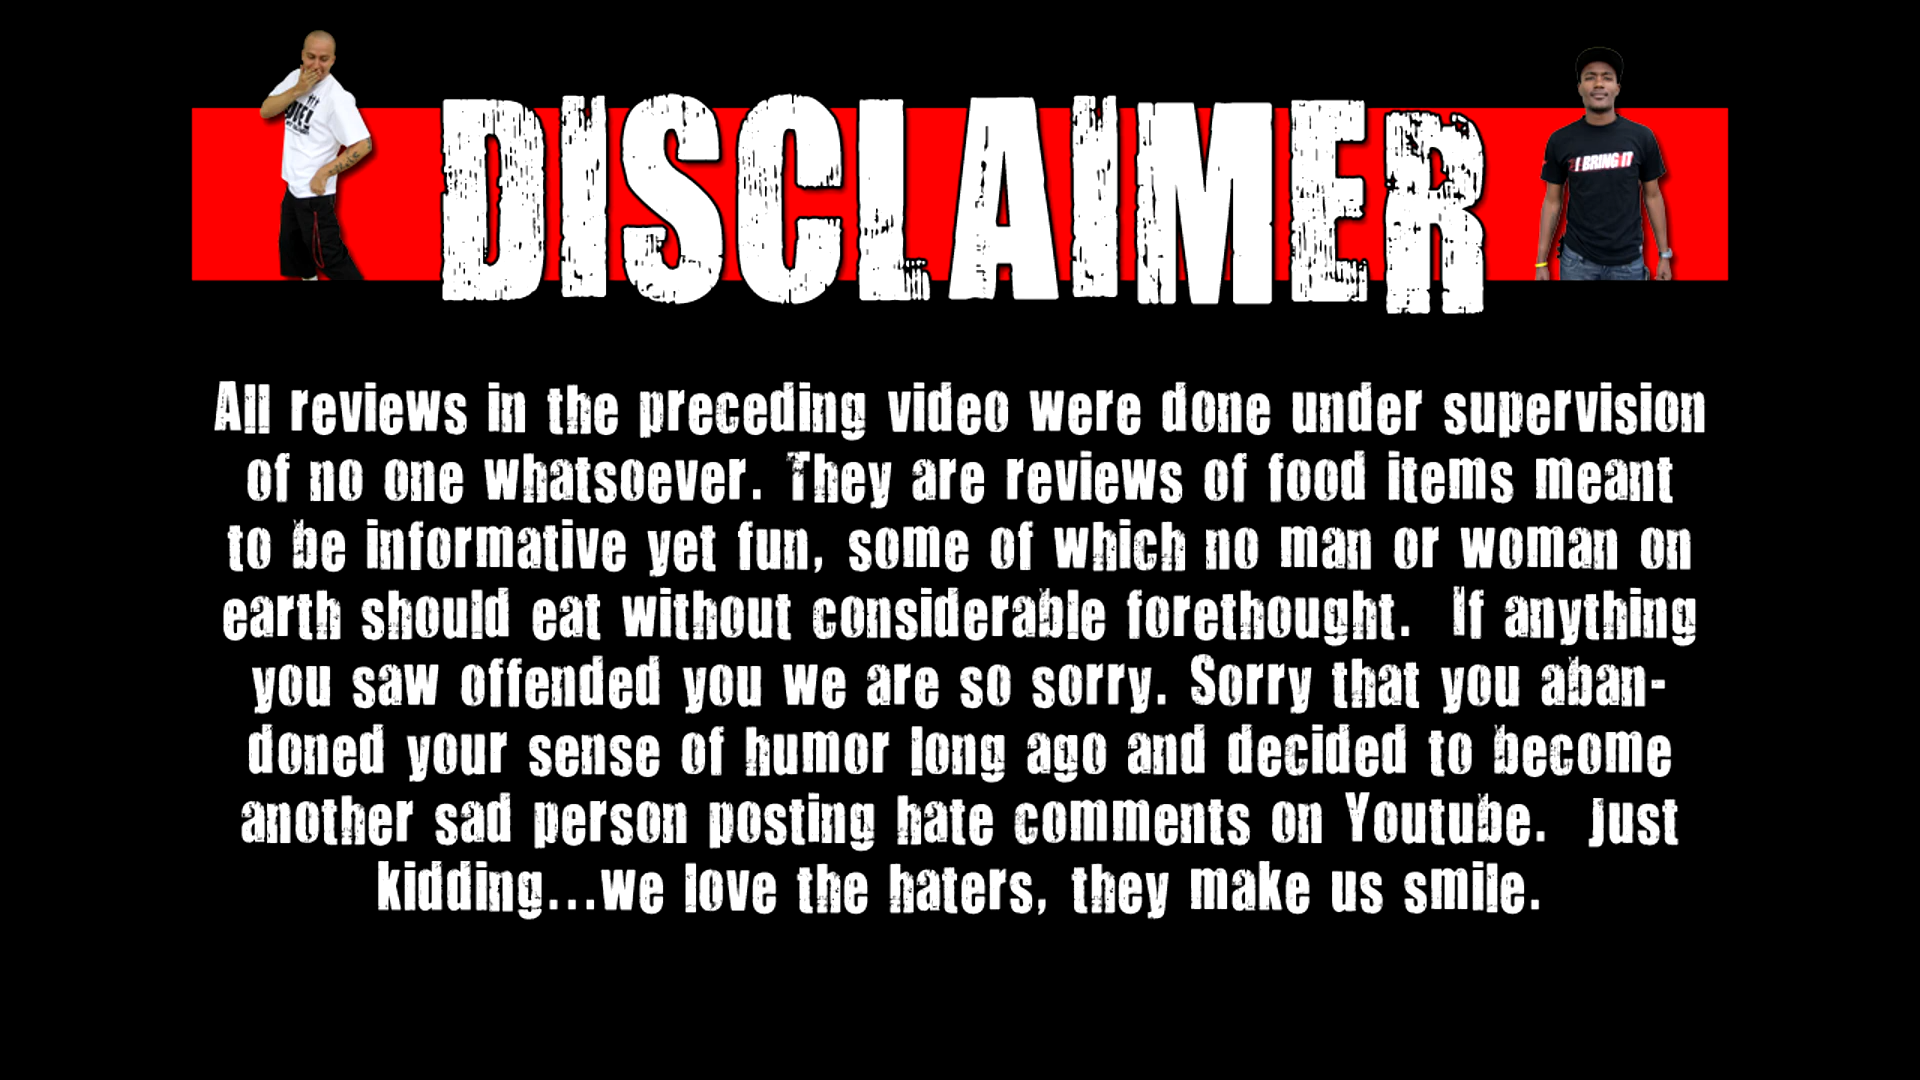 DISCLAIMER
I BRING IT
All reviews in the preceding video were done under supervision
of no one whatsoever. They are reviews of food items meant
to be informative yet fun, some of which no man or woman on
earth should eat without considerable forethought. If anything
you saw offended you we are so sorry. Sorry that you aban-
doned your sense of humor long ago and decided to become
another sad person posting hate comments on Youtube. Just
kidding...we love the haters, they make us smile.